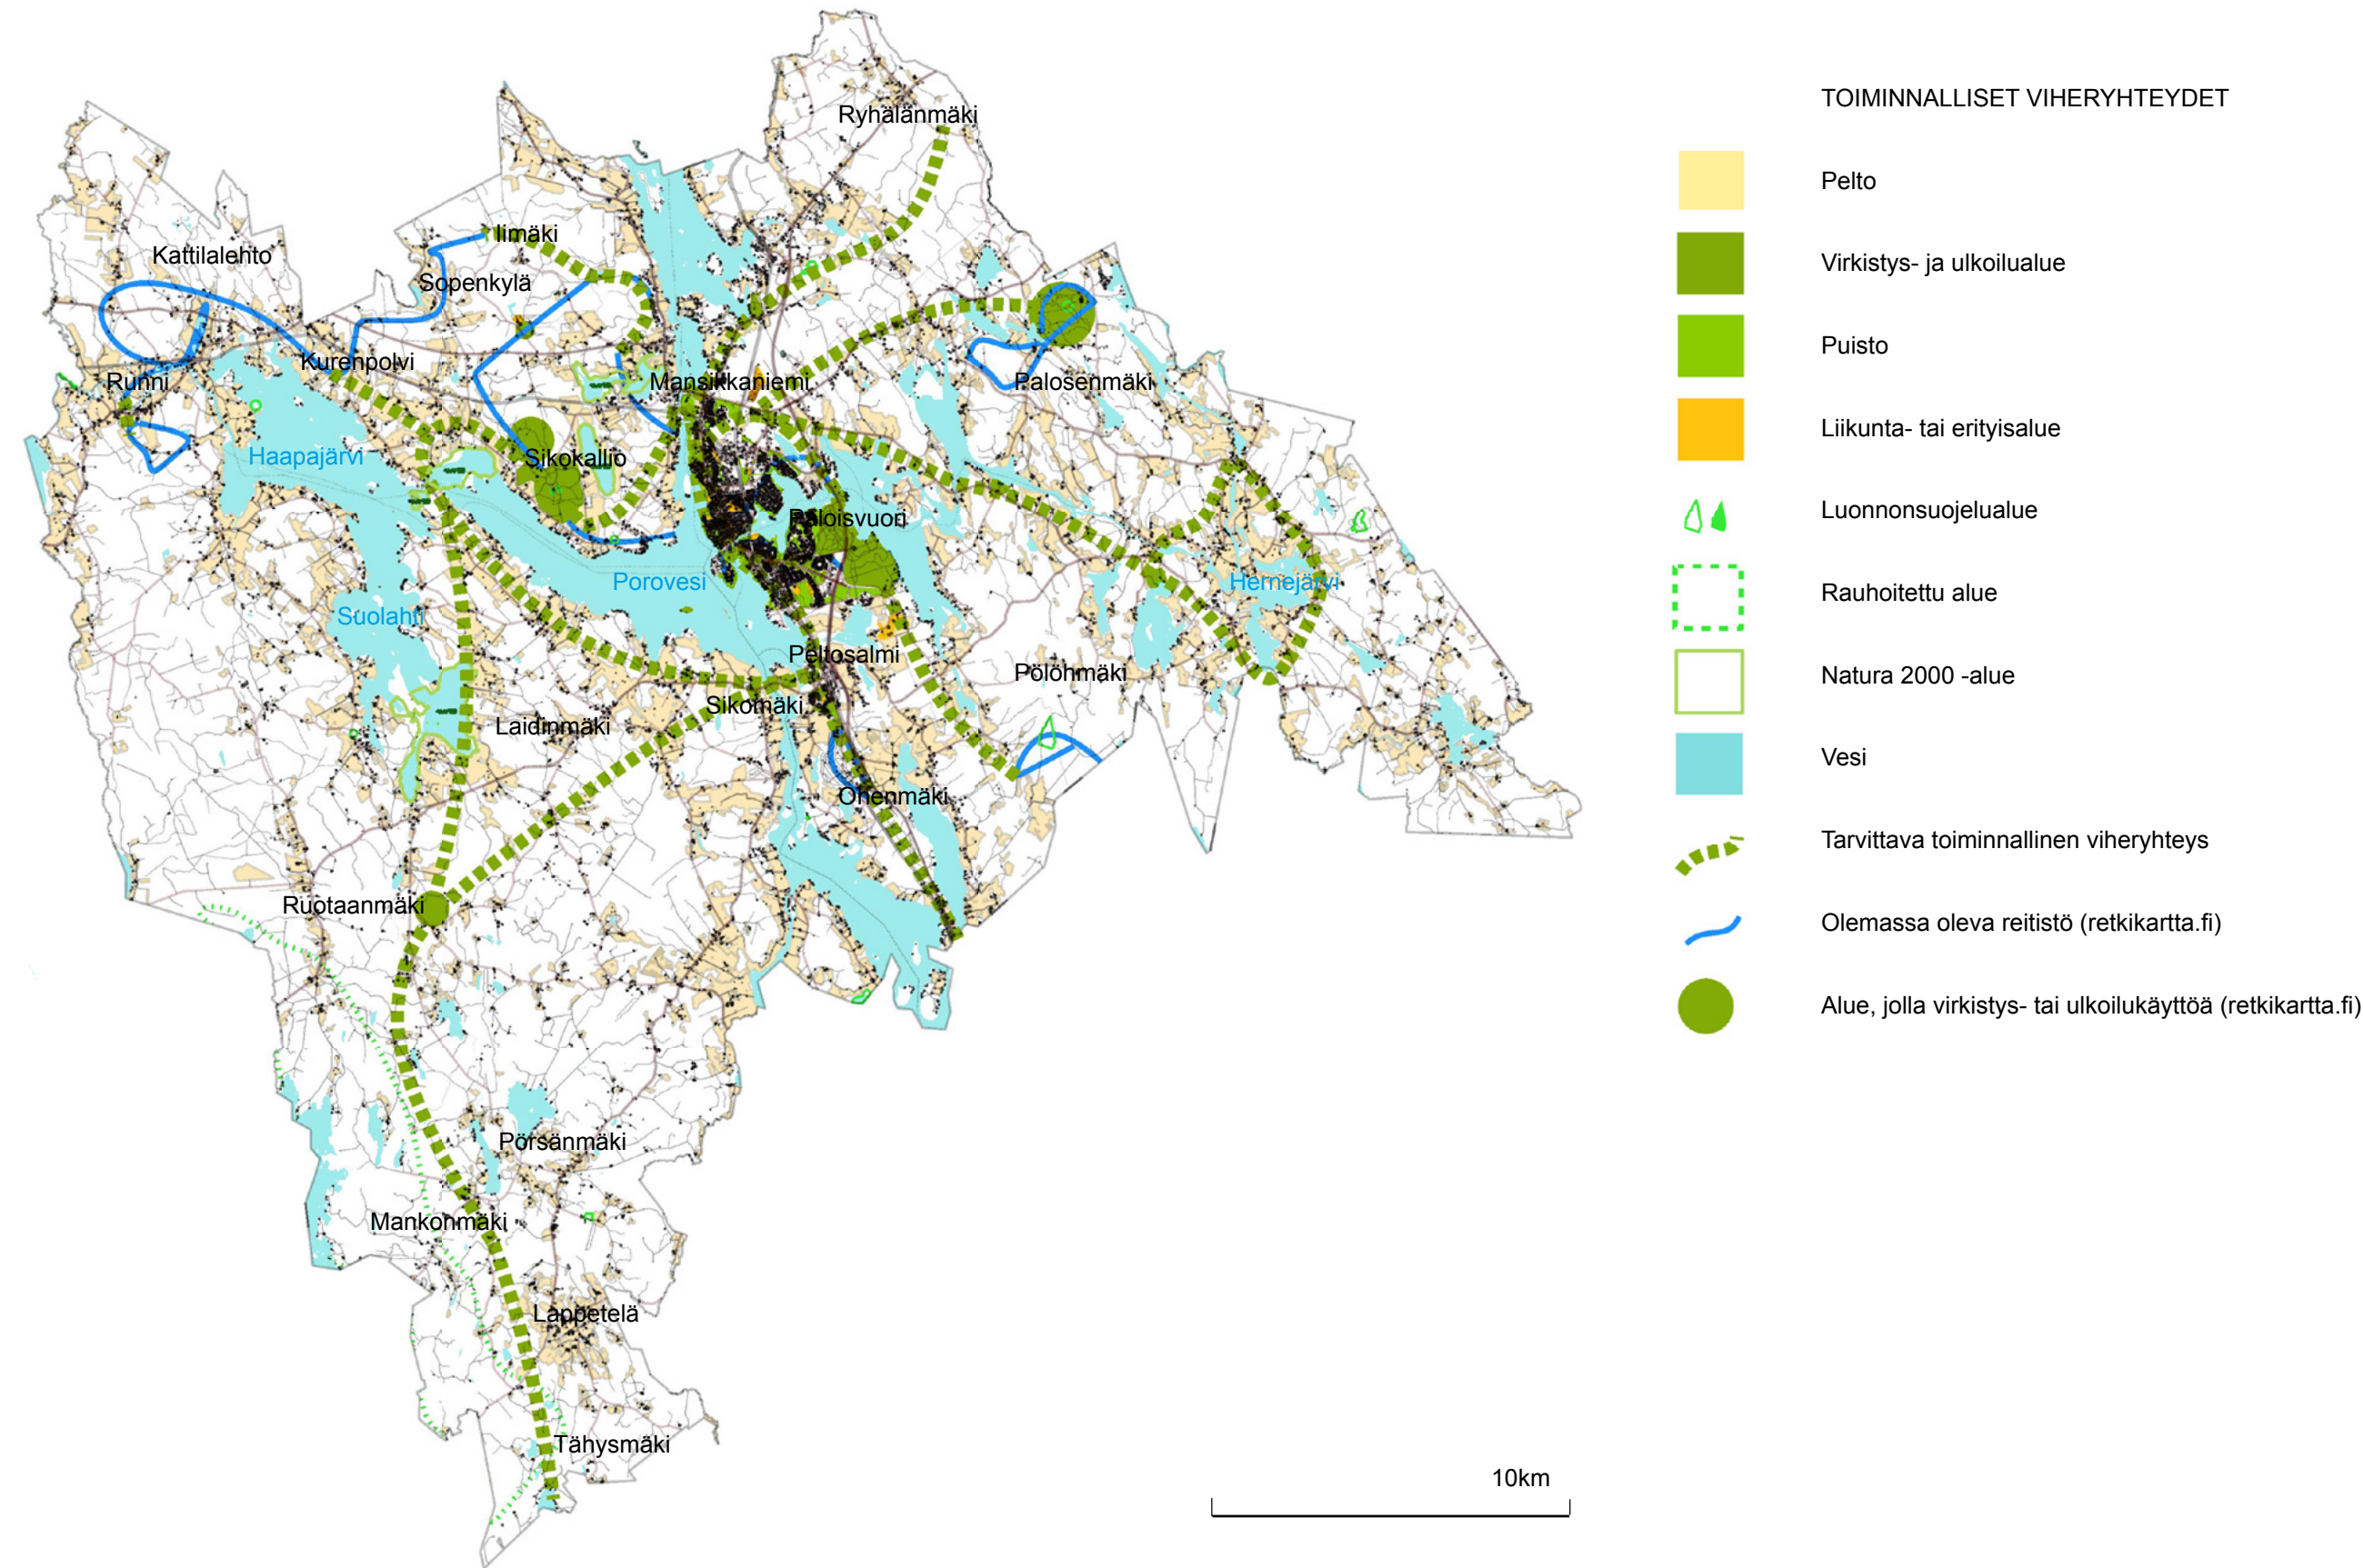 Ryhälänmäki
Iimäki
Kattilalehto
Sopenkylä
Kurenpolvi
Runni
Mansikkaniemi
Palosenmäki
Haapajärvi
Sikokallio
Paloisvuori
Porovesi
Hernejärvi
Suolahti
Peltosalmi
Pölöhmäki
Sikomäki
Laidinmäki
Ohenmäki
Ruotaanmäki
Pörsänmäki
Mankonmäki
Lappetelä
Tähysmäki
10km
TOIMINNALLISET VIHERYHTEYDET
Pelto
Virkistys- ja ulkoilualue
Puisto
Liikunta- tai erityisalue
Luonnonsuojelualue
Rauhoitettu alue
Natura 2000 -alue
Vesi
Tarvittava toiminnallinen viheryhteys
Olemassa oleva reitistö (retkikartta.fi)
Alue, jolla virkistys- tai ulkoilukäyttöä (retkikartta.fi)